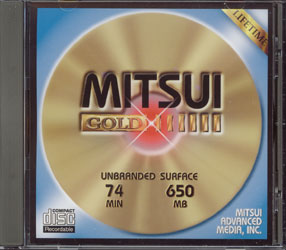 LIFETIME
MITSUI
GOLD
UNBRANDED SURFACE
74 650
MIN MB
COMPACT
disc
Recordable
MITSUI
ADVANCED
MEDIA, INC.